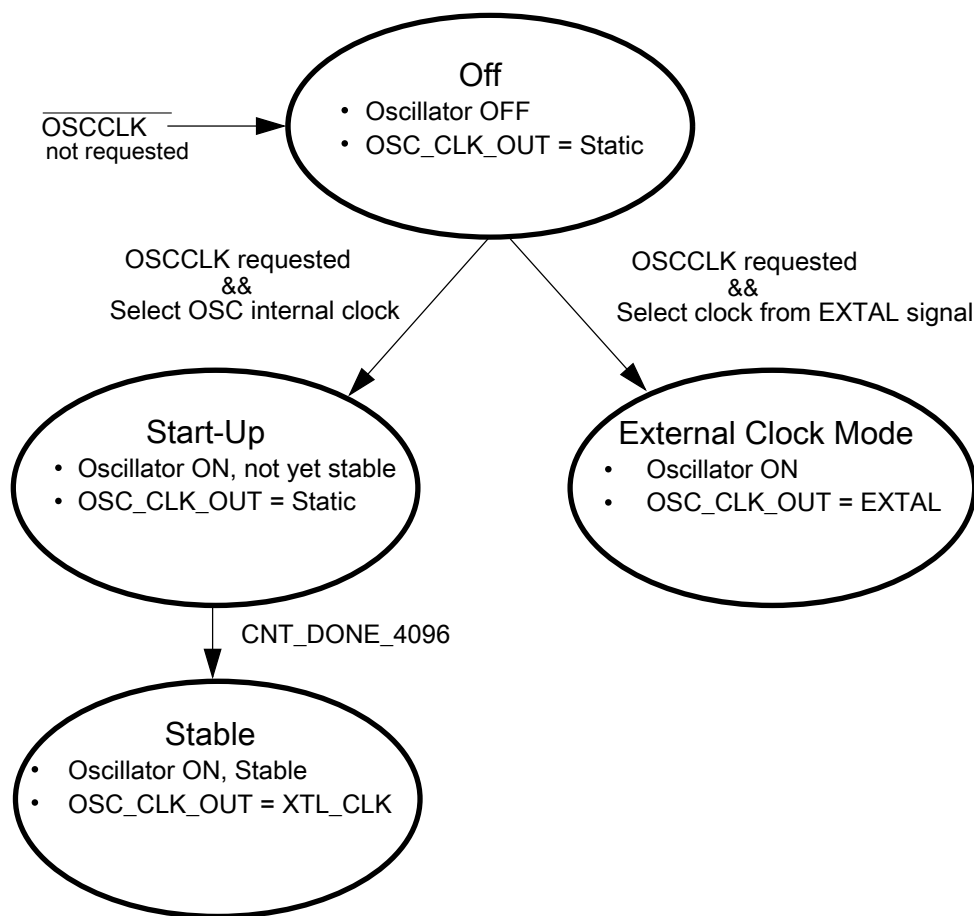 Off
• Oscillator OFF
OSCCLK
not requested
• OSC_CLK_OUT = Static
OSCCLK requested
&&
Select OSC internal clock
OSCCLK requested
&&
Select clock from EXTAL signal
Start-Up
• Oscillator ON, not yet stable
• OSC_CLK_OUT = Static
External Clock Mode
• Oscillator ON
• OSC_CLK_OUT = EXTAL
CNT_DONE_4096
Stable
• Oscillator ON, Stable
• OSC_CLK_OUT = XTL_CLK